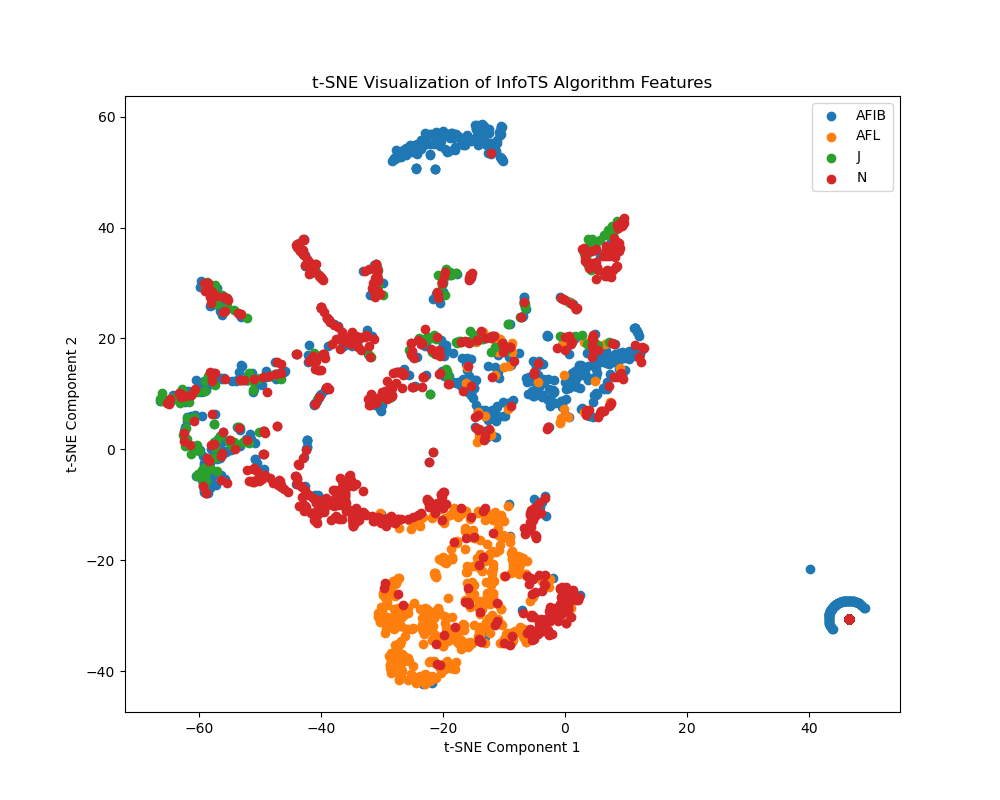 t-SNE Visualization of InfoTS Algorithm Features
AFIB
AFL
J
N
60
40
20
0
−20
−40
t-SNE Component 2
−60
−40
−20
0
20
40
t-SNE Component 1